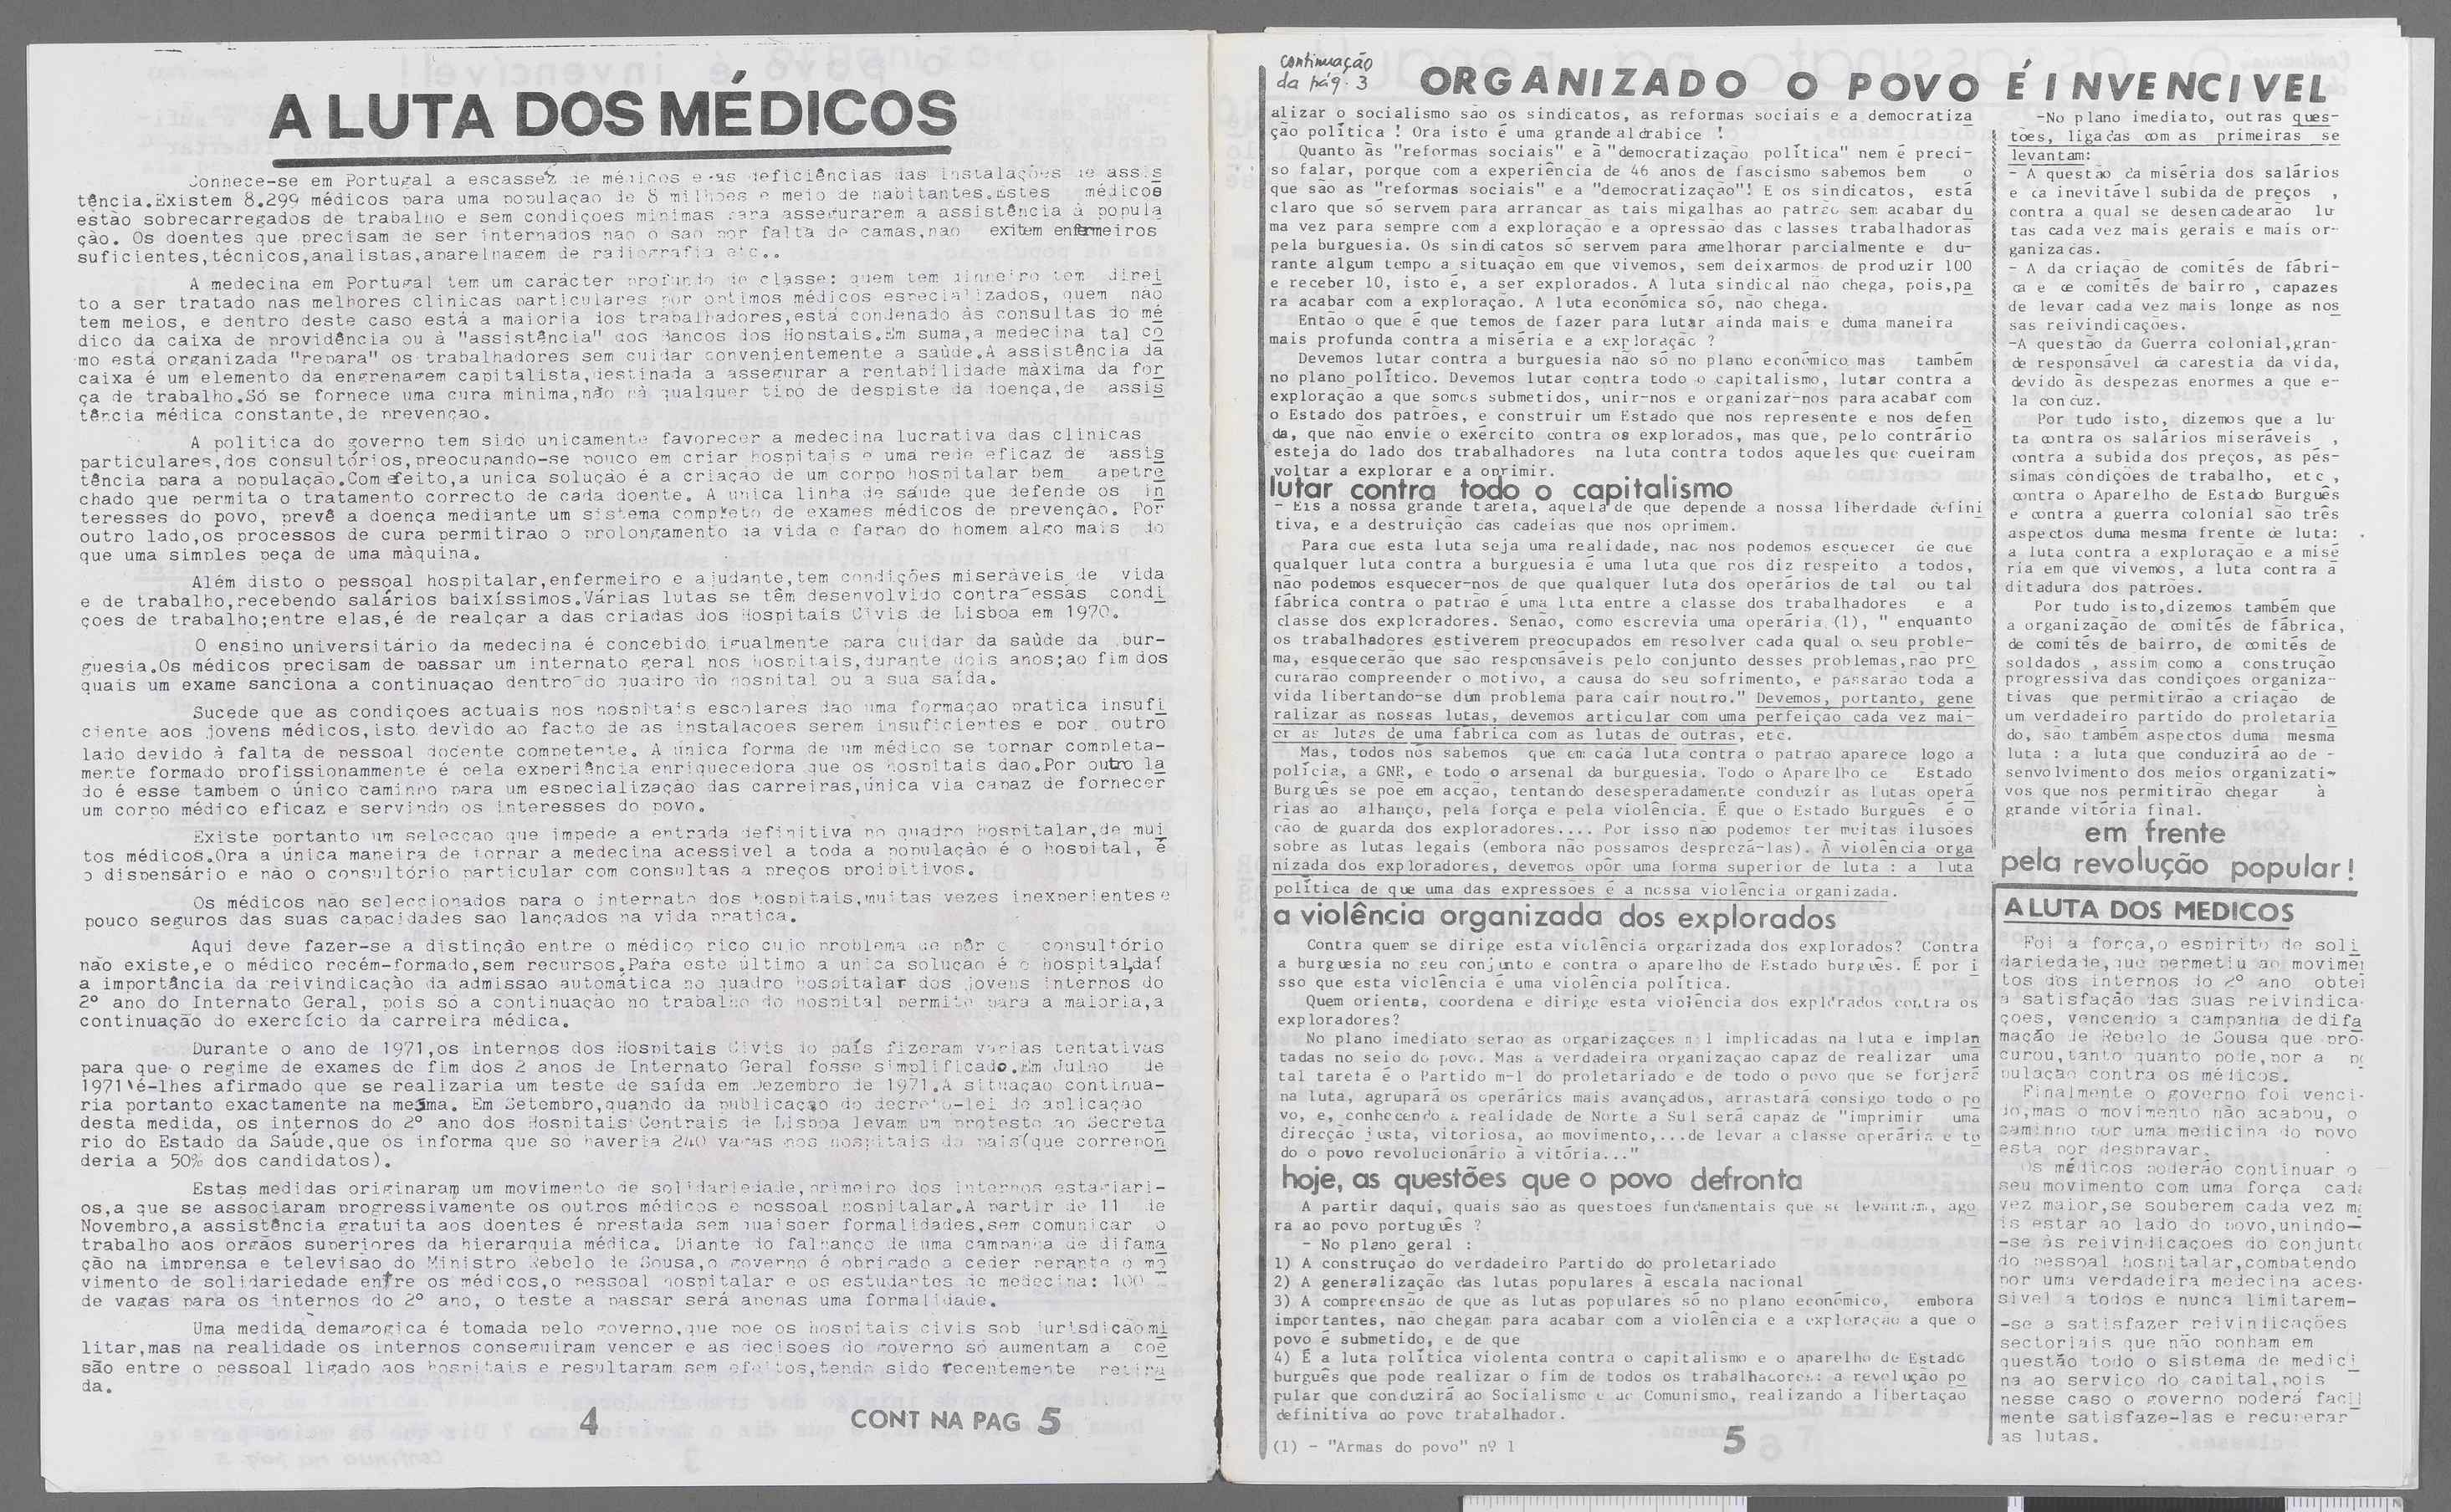 A LUTA DOS MÉDICOS
Conhece-se em Portugal a escassez de médicos e as deficiências das instalações de assis
tência.Existem 8.299 médicos para uma população de 8 milhões e meio de habitantes.Estes médicos
estão sobrecarregados de trabalho e sem condiçoes minimas para assegurarem a assistência à popula
ção. Os doentes que precisam de ser internados nao o sao por falta de camas,nao exitem enfermeiros
suficientes,técnicos,analistas,aparelhagem de radiografia etc..
A medecina em Portugal tem um carácter profundo de classe: quem tem dinheiro tem direi
to a ser tratado nas melhores clinicas particulares por optimos médicos especializados, quem não
tem meios, e dentro deste caso está a maioria dos trabalhadores,está condenado às consultas do mé
dico da caixa de providência ou à "assistência" dos Bancos dos Hospitais.Em suma,a medecina tal co
mo está organizada "repara" os trabalhadores sem cuidar convenientemente a saúde.A assistência da
caixa é um elemento da engrenagem capitalista,destinada a assegurar a rentabilidade màxima da for
ça de trabalho.Só se fornece uma cura minima,não há qualquer tipo de despiste da doença,de assis
tência médica constante,de prevençao.
A politica do governo tem sido unicamente favorecer a medecina lucrativa das clinicas
particulares,dos consultórios,preocupando-se pouco em criar hospitais e uma rede eficaz de assis
tência para a população.Com efeito,a unica solução é a criação de um corpo hospitalar bem apetre
chado que permita o tratamento correcto de cada doente. A unica linha de saúde que defende os in
teresses do povo, prevê a doença mediante um sistema completo de exames médicos de prevenção. Por
outro lado,os processos de cura permitirao o prolongamento da vida e farao do homem algo mais do
que uma simples peça de uma màquina.
Além disto o pessoal hospitalar,enfermeiro e ajudante,tem condições miseràveis de vida
e de trabalho,recebendo salários baixíssimos.Várias lutas se têm desenvolvido contra essas condi
çoes de trabalho;entre elas,é de realçar a das criadas dos Hospitais Civis de Lisboa em 1970.
O ensino universitário da medecina é concebido igualmente para cuidar da saúde da bur-
guesia.Os médicos precisam de passar um internato geral nos hospitais,durante dois anos;ao fim dos
quais um exame sanciona a continuaçao dentro do quadro do hospital ou a sua saída.
Sucede que as condiçoes actuais nos hospitais escolares dao uma formaçao pratica insufi
ciente aos jovens médicos,isto devido ao facto de as instalaçoes serem insuficientes e por outro
lado devido à falta de pessoal docente competente. A única forma de um médico se tornar completa-
mente formado profissionammente é pela experiência enriquecedora que os hospitais dao.Por outro la
do é esse tambem o único caminho para um especialização das carreiras,única via capaz de fornecer
um corpo médico eficaz e servindo os interesses do povo.
Existe portanto um selecçao que impede a entrada definitiva no quadro hospitalar,de mui
tos médicos.Ora a única maneira de tornar a medecina acessivel a toda a população é o hospital, é
o dispensário e não o consultório particular com consultas a preços proibitivos.
Os médicos não seleccionados para o internato dos hospitais,muitas vezes inexperientes e
pouco seguros das suas capacidades sao lançados na vida pratica.
Aqui deve fazer-se a distinção entre o médico rico cujo problema de pôr o consultório
não existe,e o médico recém-formado,sem recursos.Para este último a unica soluçao é o hospital,daí
a importância da reivindicação da admissao automática no quadro hospitalar dos jovens internos do
2º ano do Internato Geral, pois só a continuação no trabalho do hospital permite para a maioria,a
continuação do exercício da carreira médica.
Durante o ano de 1971,os internos dos Hospitais Civis do país fizeram varias tentativas
para que o regime de exames do fim dos 2 anos de Internato Geral fosse simplificado.Em Julho de
1971 é-lhes afirmado que se realizaria um teste de saída em Dezembro de 1971.A situaçao continua-
ria portanto exactamente na mesma. Em Setembro,quando da publicação do decreto-lei de aplicaçao
desta medida, os internos do 2º ano dos Hospitais Centrais de Lisboa levam um protesto ao Secreta
rio do Estado da Saúde,que os informa que só haveria 240 vagas nos hospitais do país(que correpon
deria a 50% dos candidatos).
Estas medidas originaram um movimento de solidariedade,primeiro dos internos estagiari-
os,a que se associaram progressivamente os outros médicos e pessoal hospitalar.A partir de 11 de
Novembro,a assistência gratuita aos doentes é prestada sem quaisqer formalidades,sem comunicar o
trabalho aos orgãos superiores da hierarquia médica. Diante do falhanço de uma campanha de difama
ção na imprensa e televisão do Ministro Rebelo de Sousa,o governo é obrigado a ceder perante o mo
vimento de solidariedade entre os médicos,o pessoal hospitalar e os estudantes de medecina: 100
de vagas para os internos do 2º ano, o teste a passar será apenas uma formalidade.
Uma medida demagogica é tomada pelo governo,que poe os hospitais civis sob jurisdição mi
litar,mas na realidade os internos conseguiram vencer e as decisoes do governo só aumentam a coe
são entre o pessoal ligado aos hospitais e resultaram sem efeitos,tendo sido recentemente retira
da.
4
CONT NA PAG 5
continuação
da pág. 3
ORGANIZADO O POVO É INVENCIVEL
alizar o socialismo são os sindicatos, as reformas sociais e a democratiza
ção política ! Ora isto é uma grande aldrabice !
Quanto às "reformas sociais" e à "democratização política" nem é preci-
so falar, porque com a experiência de 46 anos de fascismo sabemos bem o
que são as "reformas sociais" e a "democratização"! E os sindicatos, está
claro que só servem para arrancar as tais migalhas ao patrão sem acabar du
ma vez para sempre com a exploração e a opressão das classes trabalhadoras
pela burguesia. Os sindicatos só servem para amelhorar parcialmente e du-
rante algum tempo a situação em que vivemos, sem deixarmos de produzir 100
e receber 10, isto é, a ser explorados. A luta sindical não chega, pois,pa
ra acabar com a exploração. A luta económica só, não chega.
Então o que é que temos de fazer para lutar ainda mais e duma maneira
mais profunda contra a miséria e a exploração ?
Devemos lutar contra a burguesia não só no plano económico mas também
no plano político. Devemos lutar contra todo o capitalismo, lutar contra a
exploração a que somos submetidos, unir-nos e organizar-nos para acabar com
o Estado dos patrões, e construir um Estado que nos represente e nos defen
da, que não envie o exército contra os explorados, mas que, pelo contrário
esteja do lado dos trabalhadores na luta contra todos aqueles que queiram
voltar a explorar e a oprimir.
lutar contra todo o capitalismo
- Eis a nossa grande tarefa, aquela de que depende a nossa liberdade defini
tiva, e a destruição das cadeias que nos oprimem.
Para que esta luta seja uma realidade, nao nos podemos esquecer de que
qualquer luta contra a burguesia é uma luta que nos diz respeito a todos,
não podemos esquecer-nos de que qualquer luta dos operários de tal ou tal
fábrica contra o patrão é uma luta entre a classe dos trabalhadores e a
classe dos exploradores. Senão, como escrevia uma operária (1), " enquanto
os trabalhadores estiverem preocupados em resolver cada qual o seu proble-
ma, esquecerão que são responsáveis pelo conjunto desses problemas,não pro
curarão compreender o motivo, a causa do seu sofrimento, e passarão toda a
vida libertando-se dum problema para cair noutro." Devemos, portanto, gene
ralizar as nossas lutas, devemos articular com uma perfeição cada vez mai-
or as lutas de uma fábrica com as lutas de outras, etc.
Mas, todos nós sabemos que em cada luta contra o patrao aparece logo a
polícia, a GNR, e todo o arsenal da burguesia. Todo o Aparelho de Estado
Burguês se poe em acção, tentando desesperadamente conduzir as lutas operá
rias ao alhanço, pela força e pela violência. É que o Estado Burguês é o
cão de guarda dos exploradores.... Por isso não podemos ter muitas ilusões
sobre as lutas legais (embora não possamos desprezá-las). À violência orga
nizada dos exploradores, devemos opôr uma forma superior de luta : a luta
política de que uma das expressões é a nossa violência organizada.
a violência organizada dos explorados
Contra quem se dirige esta violência organizada dos explorados? Contra
a burguesia no seu conjunto e contra o aparelho de Estado burguês. É por i
sso que esta violência é uma violência política.
Quem orienta, coordena e dirige esta violência dos explorados contra os
exploradores?
No plano imediato serao as organizações m-l implicadas na luta e implan
tadas no seio do povo. Mas a verdadeira organização capaz de realizar uma
tal tarefa é o Partido m-l do proletariado e de todo o povo que se forjará
na luta, agrupará os operários mais avançados, arrastará consigo todo o po
vo, e, conhecendo a realidade de Norte a Sul será capaz de "imprimir uma
direcção justa, vitoriosa, ao movimento,...de levar a classe operária e to
do o povo revolucionário à vitória..."
hoje, as questões que o povo defronta
A partir daqui, quais são as questoes fundamentais que se levantam, ago
ra ao povo português ?
- No plano geral :
1) A construção do verdadeiro Partido do proletariado
2) A generalização das lutas populares à escala nacional
3) A compreensão de que as lutas populares só no plano económico, embora
importantes, nao chegam para acabar com a violência e a exploração a que o
povo é submetido, e de que
4) É a luta política violenta contra o capitalismo e o aparelho de Estado
burguês que pode realizar o fim de todos os trabalhadores: a revolução po
pular que conduzirá ao Socialismo e ao Comunismo, realizando a libertação
definitiva do povo trabalhador.
(1) - "Armas do povo" nº 1
5
-No plano imediato, outras ques-
tões, ligadas com as primeiras se
levantam:
- A questão da miséria dos salários
e da inevitável subida de preços ,
contra a qual se desencadearão lu
tas cada vez mais gerais e mais or-
ganizadas.
- A da criação de comités de fábri-
ca e de comités de bairro , capazes
de levar cada vez mais longe as nos
sas reivindicações.
-A questão da Guerra colonial,gran-
de responsável da carestia da vida,
devido às despezas enormes a que e-
la conduz.
Por tudo isto, dizemos que a lu
ta contra os salários miseráveis ,
contra a subida dos preços, as pés-
simas condições de trabalho, etc ,
contra o Aparelho de Estado Burguês
e contra a guerra colonial são três
aspectos duma mesma frente de luta:
a luta contra a exploração e a misé
ria em que vivemos, a luta contra a
ditadura dos patrões.
Por tudo isto,dizemos também que
a organização de comités de fábrica,
de comités de bairro, de comités de
soldados , assim como a construção
progressiva das condições organiza-
tivas que permitirão a criação de
um verdadeiro partido do proletaria
do, são também aspectos duma mesma
luta : a luta que conduzirá ao de -
senvolvimento dos meios organizati-
vos que nos permitirão chegar à
grande vitória final.
em frente
pela revolução popular!
A LUTA DOS MEDICOS
Foi a força,o espirito de soli
dariedade,que permetiu ao movimen
tos dos internos do 2º ano obter
a satisfação das suas reivindica-
çoes, vencendo a campanha de difa
mação de Rebelo de Sousa que pro-
curou,tanto quanto pode,por a po
pulação contra os médicos.
Finalmente o governo foi venci-
do,mas o movimento não acabou, o
caminho por uma medicina do povo
esta por desbravar.
Os médicos poderão continuar o
seu movimento com uma força cada
vez maior,se souberem cada vez ma
is estar ao lado do povo,unindo-
-se às reivindicaçoes do conjunto
do pessoal hospitalar,combatendo
por uma verdadeira medecina aces-
sivel a todos e nunca limitarem-
-se a satisfazer reivindicações
sectoriais que não ponham em
questão todo o sistema de medici
na ao serviço do capital,pois
nesse caso o governo poderá facil
mente satisfaze-las e recuperar
as lutas.